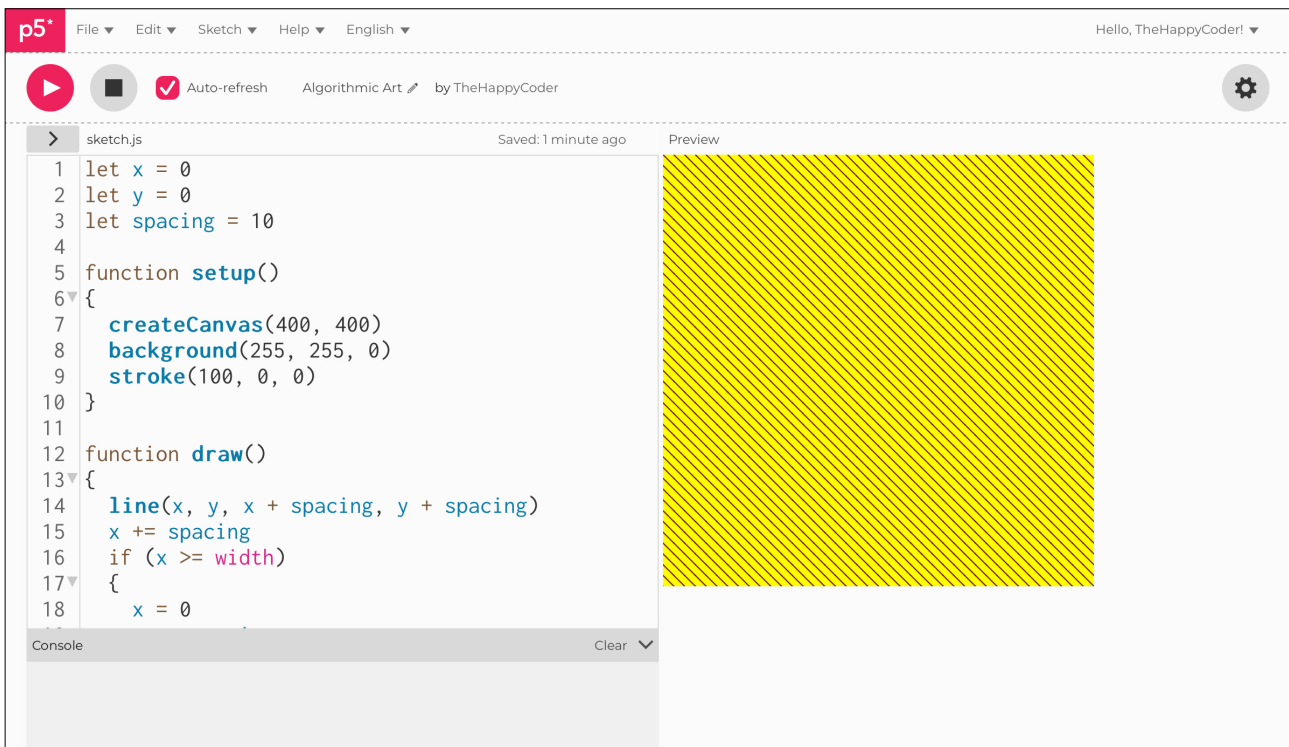 p5* File Edit Sketch Help English Hello, TheHappyCoder!
Auto-refresh Algorithmic Art by TheHappyCoder
sketch.js Saved: 1 minute ago Preview
1 let x = 0
2 let y = 0
3 let spacing = 10
4
5 function setup()
6 {
7 createCanvas(400, 400)
8 background(255, 255, 0)
9 stroke(100, 0, 0)
10 }
11
12 function draw()
13 {
14 line(x, y, x + spacing, y + spacing)
15 x += spacing
16 if (x >= width)
17 {
18 x = 0
Console Clear